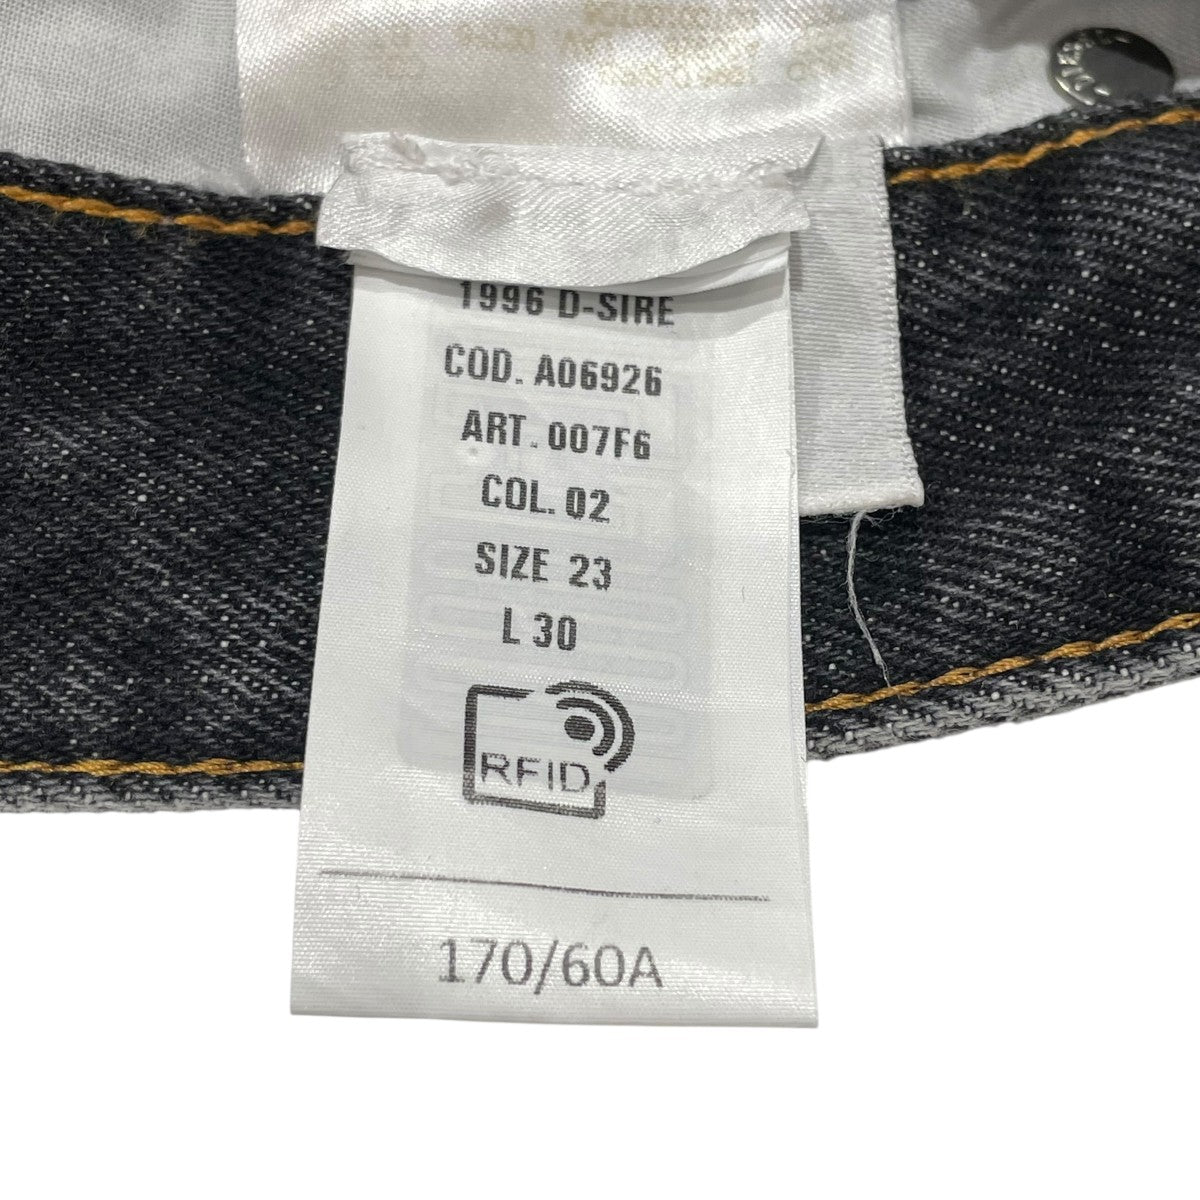 1996 D-SIRE
COD. A06926
ART. 007F6
COL. 02
SIZE 23
L 30
RFID
170/60A